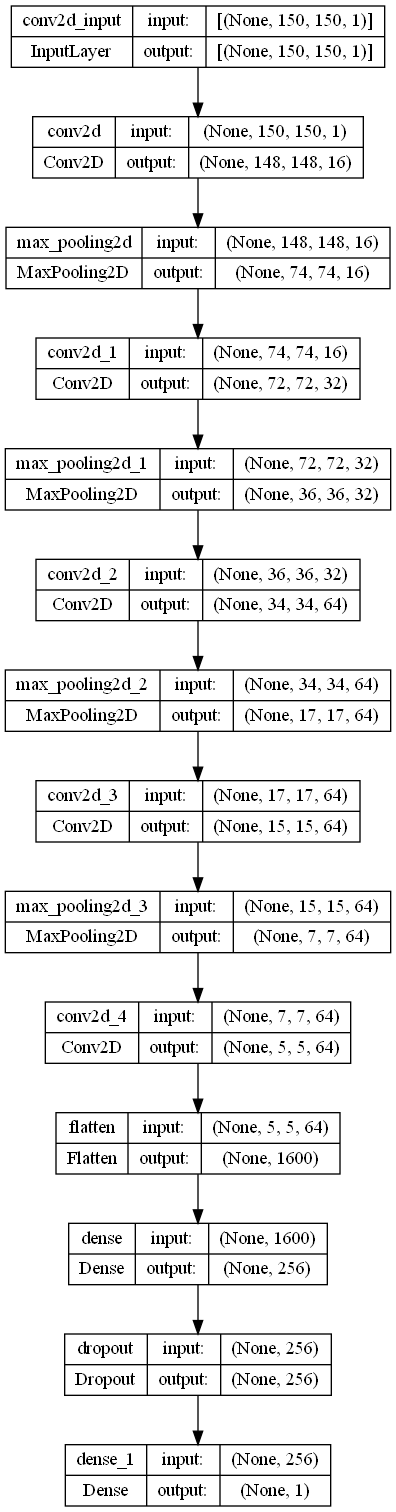 conv2d_input input: [(None, 150, 150, 1)]
InputLayer output: [(None, 150, 150, 1)]
conv2d input: (None, 150, 150, 1)
Conv2D output: (None, 148, 148, 16)
max_pooling2d input: (None, 148, 148, 16)
MaxPooling2D output: (None, 74, 74, 16)
conv2d_1 input: (None, 74, 74, 16)
Conv2D output: (None, 72, 72, 32)
max_pooling2d_1 input: (None, 72, 72, 32)
MaxPooling2D output: (None, 36, 36, 32)
conv2d_2 input: (None, 36, 36, 32)
Conv2D output: (None, 34, 34, 64)
max_pooling2d_2 input: (None, 34, 34, 64)
MaxPooling2D output: (None, 17, 17, 64)
conv2d_3 input: (None, 17, 17, 64)
Conv2D output: (None, 15, 15, 64)
max_pooling2d_3 input: (None, 15, 15, 64)
MaxPooling2D output: (None, 7, 7, 64)
conv2d_4 input: (None, 7, 7, 64)
Conv2D output: (None, 5, 5, 64)
flatten input: (None, 5, 5, 64)
Flatten output: (None, 1600)
dense input: (None, 1600)
Dense output: (None, 256)
dropout input: (None, 256)
Dropout output: (None, 256)
dense_1 input: (None, 256)
Dense output: (None, 1)